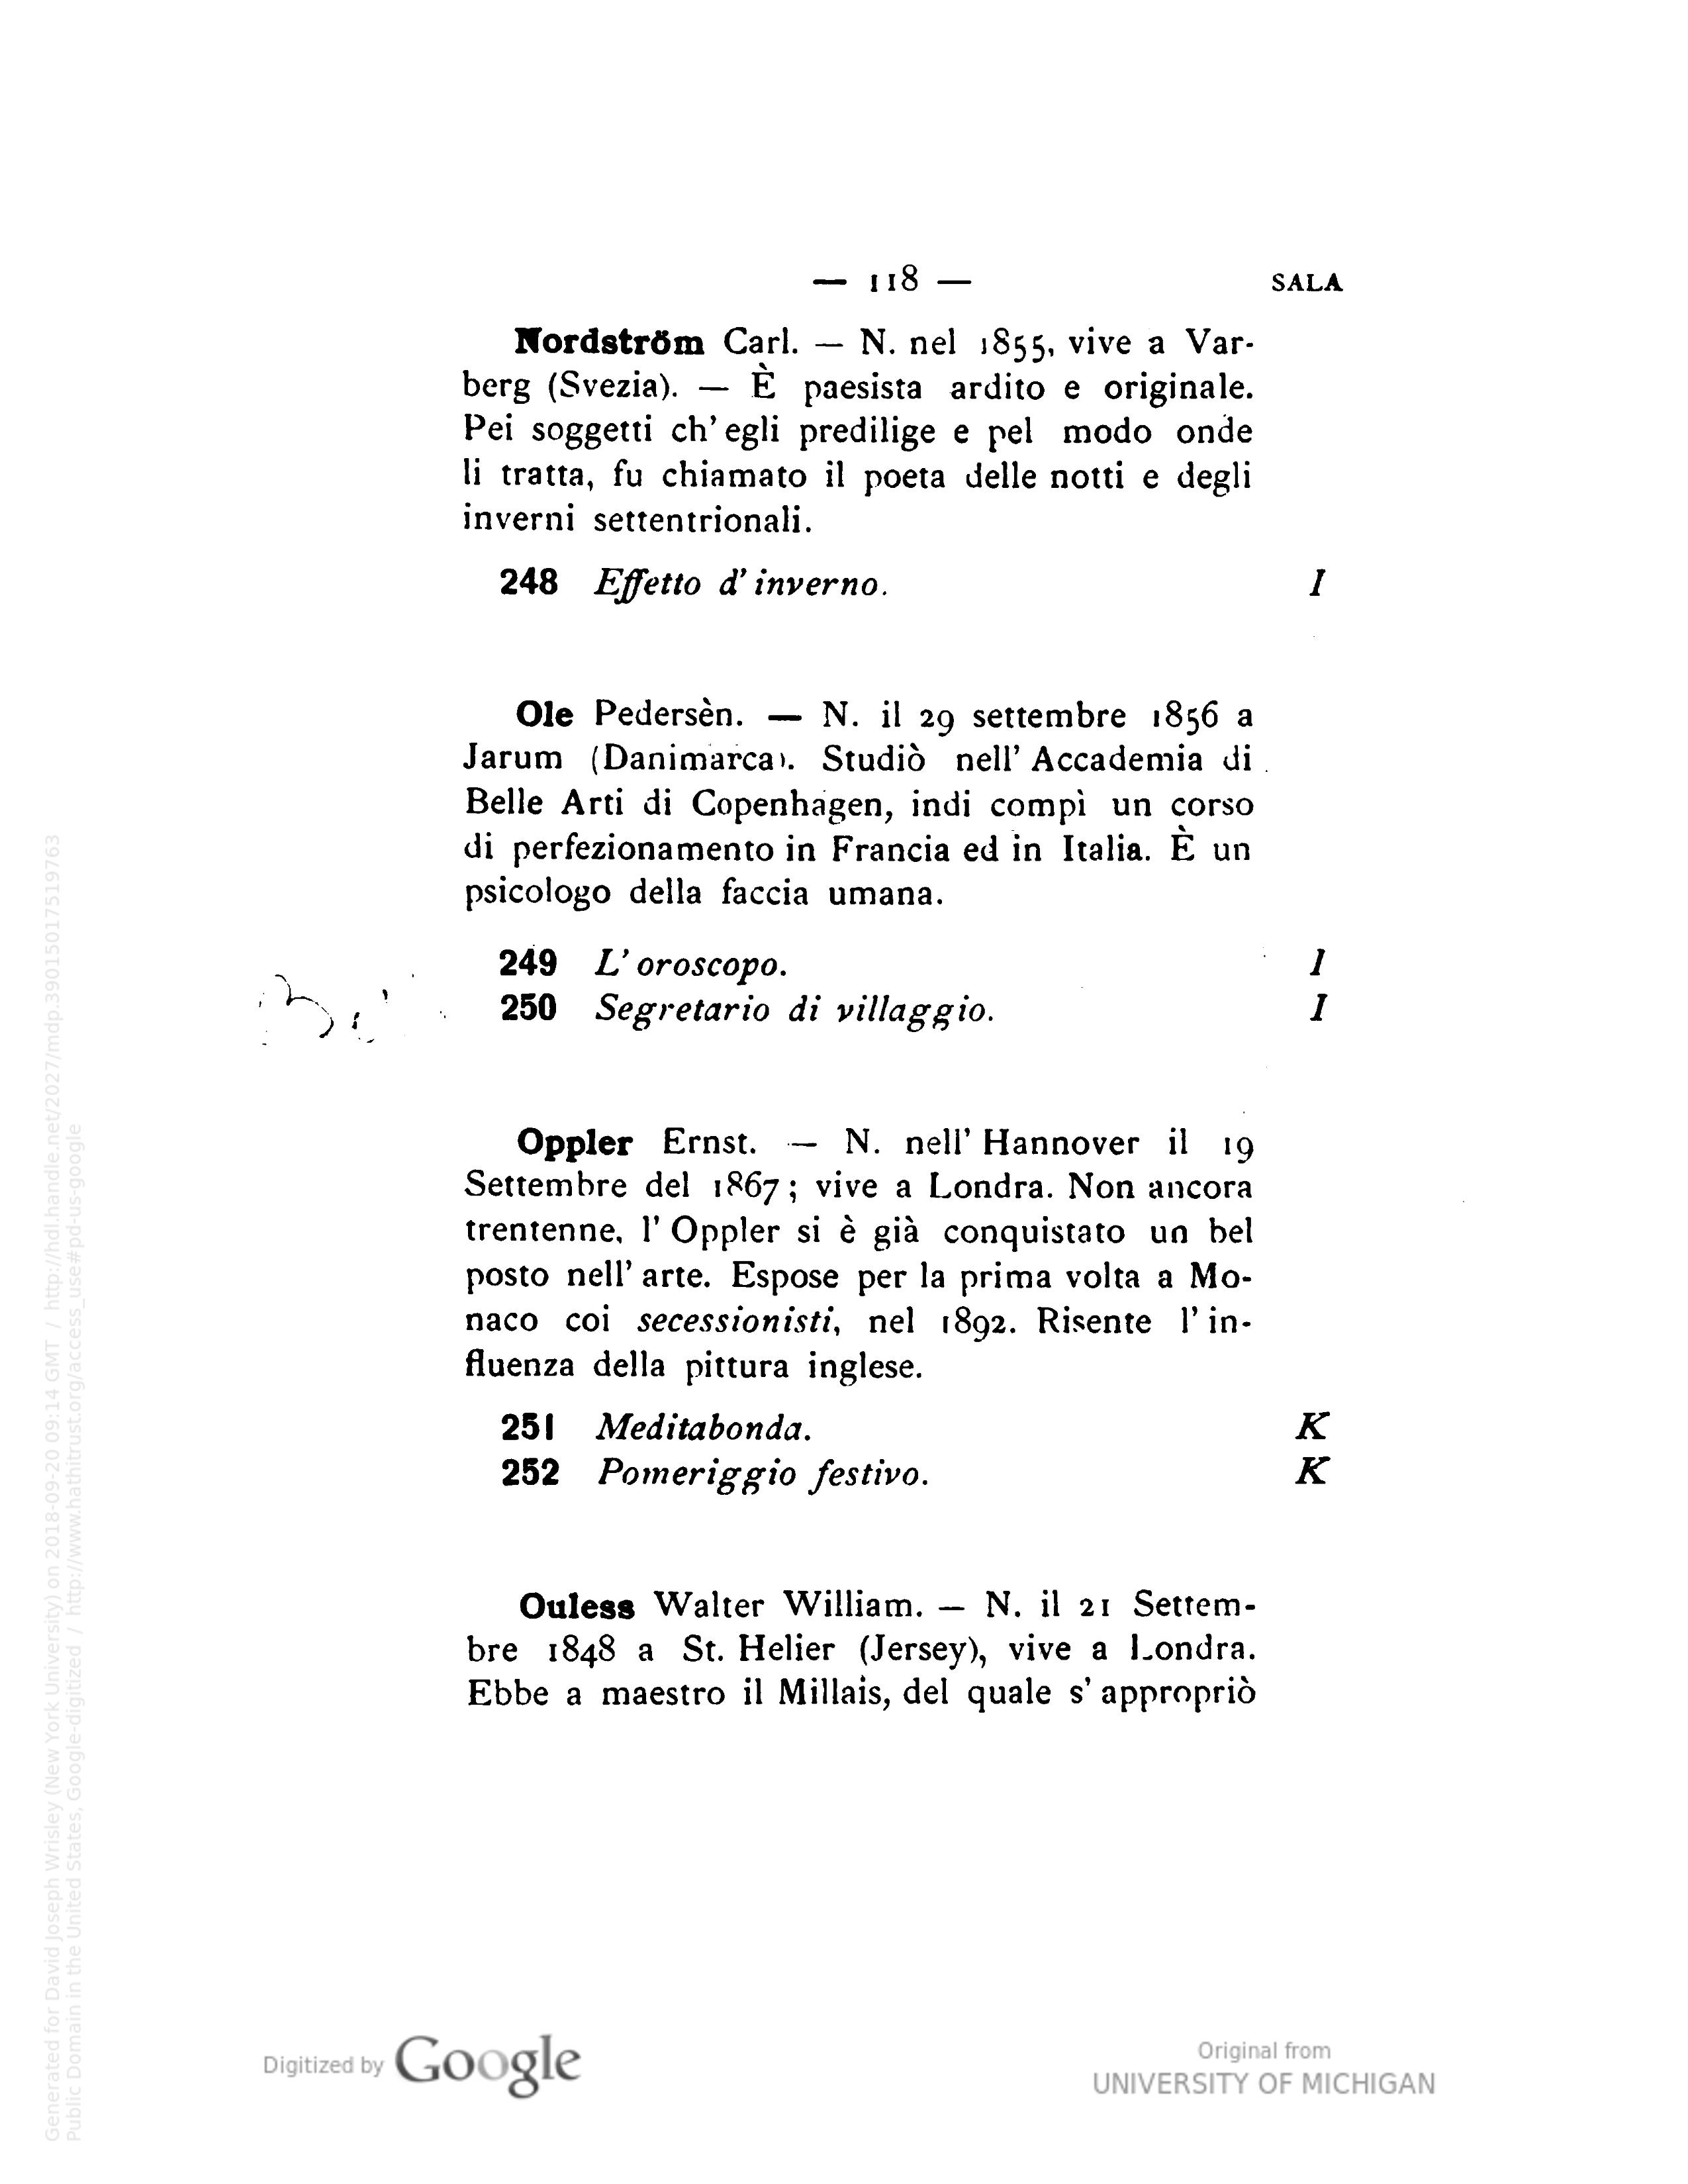 — 118 — SALA
Nordström Carl. — N. nel 1855, vive a Var-
berg (Svezia). — È paesista ardito e originale.
Pei soggetti ch' egli predilige e pel modo onde
li tratta, fu chiamato il poeta delle notti e degli
inverni settentrionali.
248 Effetto d' inverno. I
Ole Pedersèn. — N. il 29 settembre 1856 a
Jarum (Danimarca). Studiò nell' Accademia di
Belle Arti di Copenhagen, indi compì un corso
di perfezionamento in Francia ed in Italia. È un
psicologo della faccia umana.
249 L' oroscopo. I
250 Segretario di villaggio. I
Oppler Ernst. — N. nell' Hannover il 19
Settembre del 1867; vive a Londra. Non ancora
trentenne, l' Oppler si è già conquistato un bel
posto nell' arte. Espose per la prima volta a Mo-
naco coi secessionisti, nel 1892. Risente l' in-
fluenza della pittura inglese.
251 Meditabonda. K
252 Pomeriggio festivo. K
Ouless Walter William. — N. il 21 Settem-
bre 1848 a St. Helier (Jersey), vive a Londra.
Ebbe a maestro il Millais, del quale s' appropriò
Digitized by Google
Original from
UNIVERSITY OF MICHIGAN
Generated for David Joseph Wrisley (New York University) on 2018-09-20 09:14 GMT / http://hdl.handle.net/2027/mdp.39015017519763
Public Domain in the United States, Google-digitized / http://www.hathitrust.org/access_use#pd-us-google